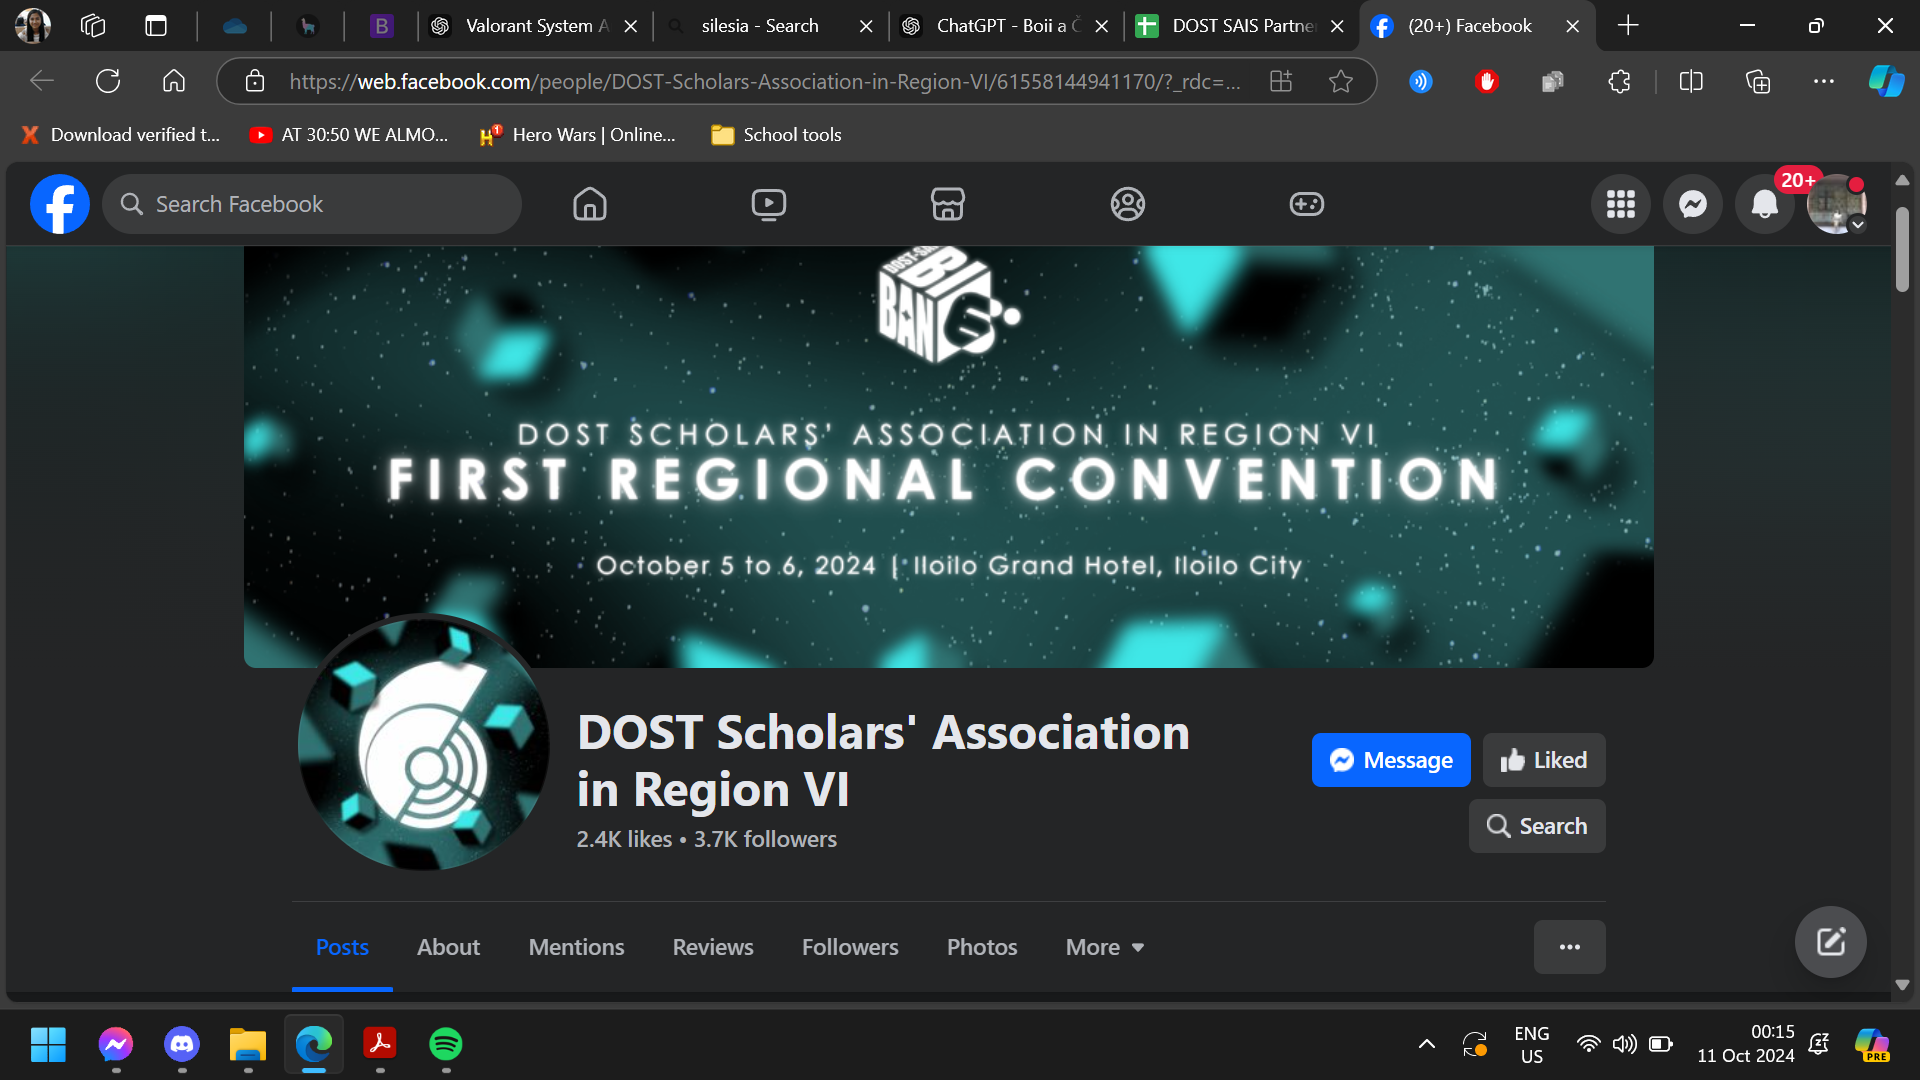 Valorant System A
silesia - Search
ChatGPT - Boii a C
DOST SAIS Partne
(20+) Facebook
https://web.facebook.com/people/DOST-Scholars-Association-in-Region-VI/61558144941170/?_rdc=...
Download verified t...
AT 30:50 WE ALMO...
Hero Wars | Online...
School tools
Search Facebook
20+
DOST-SA
BI
BAN
G
DOST SCHOLARS' ASSOCIATION IN REGION VI
FIRST REGIONAL CONVENTION
October 5 to 6, 2024 | Iloilo Grand Hotel, Iloilo City
DOST Scholars' Association
in Region VI
2.4K likes • 3.7K followers
Message
Liked
Search
Posts
About
Mentions
Reviews
Followers
Photos
More
ENG
US
00:15
11 Oct 2024
PRE